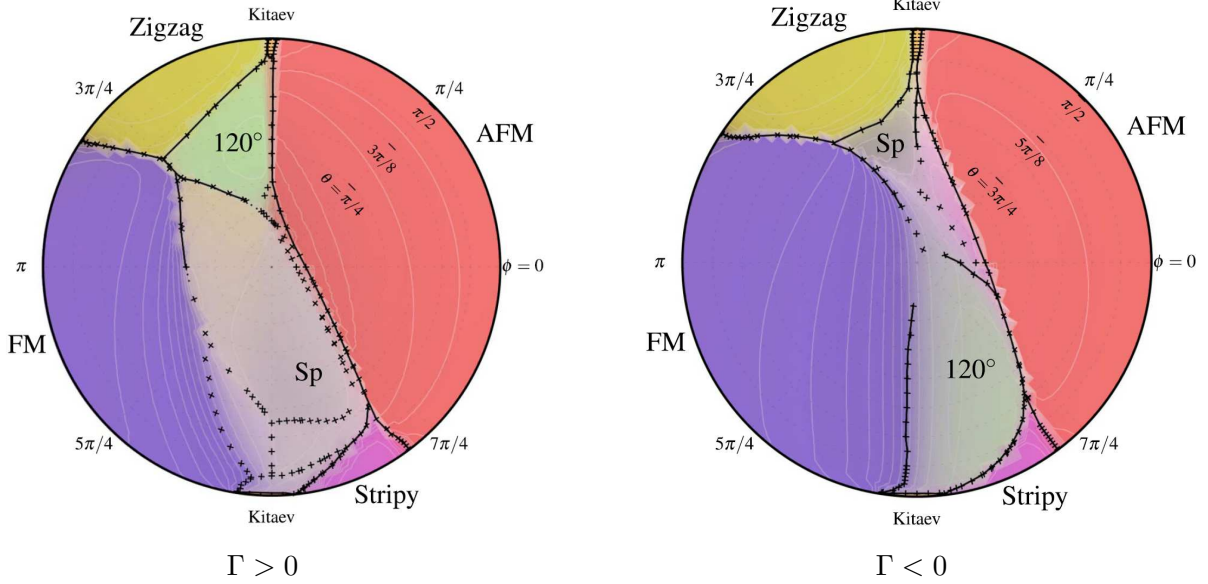 Kitaev
Zigzag
3π/4
π/4
π/2
AFM
120°
3π/8
θ = π/4
π
ϕ = 0
FM
Sp
5π/4
7π/4
Stripy
Kitaev
Γ > 0
Kitaev
Zigzag
3π/4
π/4
π/2
AFM
Sp
5π/8
θ = 3π/4
π
ϕ = 0
FM
120°
5π/4
7π/4
Stripy
Kitaev
Γ < 0